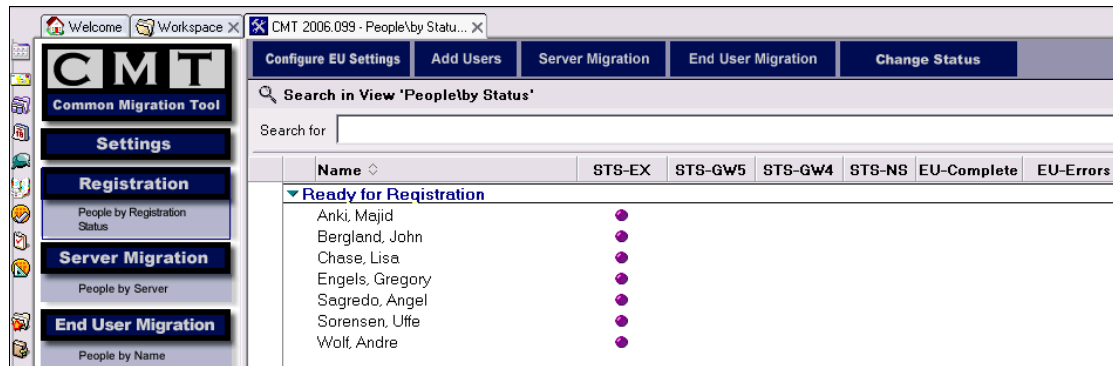 Welcome Workspace CMT 2006.099 - People\by Statu...
CMT
Common Migration Tool
Settings
Registration
People by Registration
Status
Server Migration
People by Server
End User Migration
People by Name
Configure EU Settings Add Users Server Migration End User Migration Change Status
Search in View 'People\by Status'
Search for
Name STS-EX STS-GW5 STS-GW4 STS-NS EU-Complete EU-Errors
Ready for Registration
Anki, Majid
Bergland, John
Chase, Lisa
Engels, Gregory
Sagredo, Angel
Sorensen, Uffe
Wolf, Andre